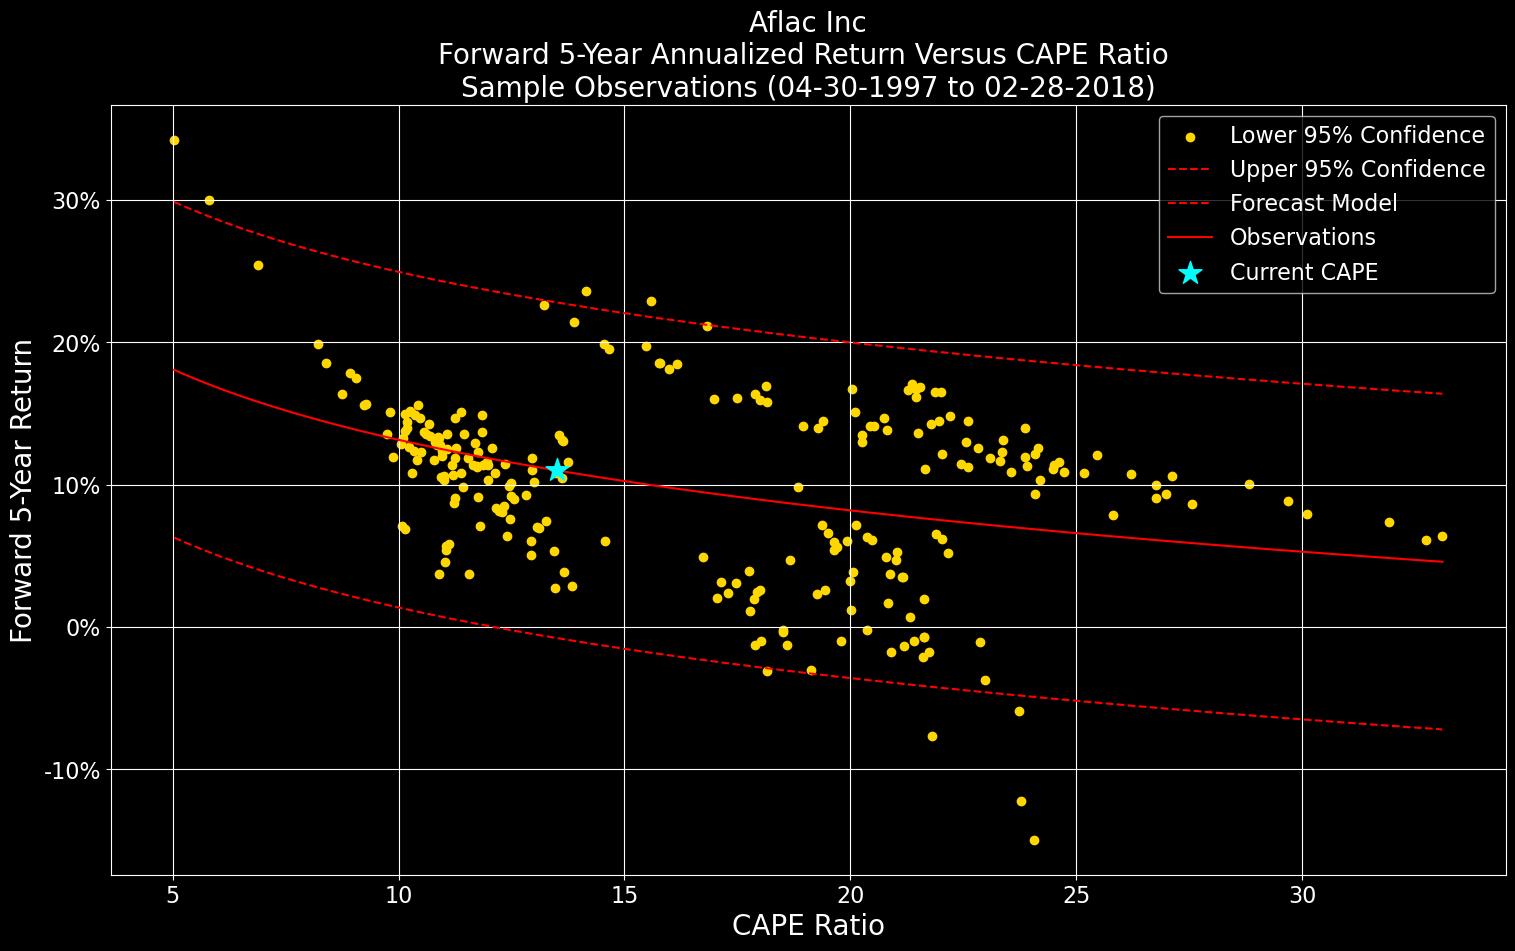 Aflac Inc
Forward 5-Year Annualized Return Versus CAPE Ratio
Sample Observations (04-30-1997 to 02-28-2018)
Lower 95% Confidence
Upper 95% Confidence
Forecast Model
Observations
Current CAPE
Forward 5-Year Return
30%
20%
10%
0%
-10%
5
10
15
20
25
30
CAPE Ratio